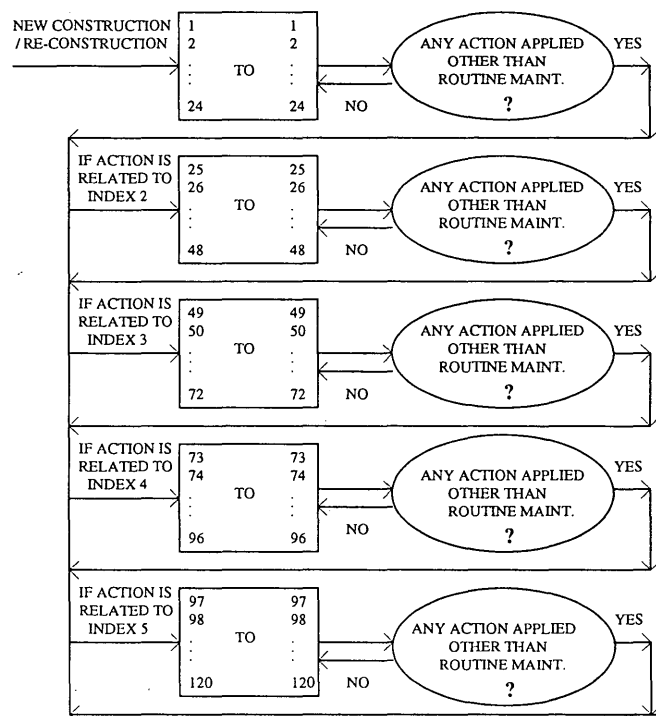 NEW CONSTRUCTION
/ RE-CONSTRUCTION
1 1
2 2
TO
. .
. .
. .
24 24
NO
ANY ACTION APPLIED
OTHER THAN
ROUTINE MAINT.
?
YES
IF ACTION IS
RELATED TO
INDEX 2
25 25
26 26
TO
. .
. .
. .
48 48
NO
ANY ACTION APPLIED
OTHER THAN
ROUTINE MAINT.
?
YES
IF ACTION IS
RELATED TO
INDEX 3
49 49
50 50
TO
. .
. .
. .
72 72
NO
ANY ACTION APPLIED
OTHER THAN
ROUTINE MAINT.
?
YES
IF ACTION IS
RELATED TO
INDEX 4
73 73
74 74
TO
. .
. .
. .
96 96
NO
ANY ACTION APPLIED
OTHER THAN
ROUTINE MAINT.
?
YES
IF ACTION IS
RELATED TO
INDEX 5
97 97
98 98
TO
. .
. .
. .
120 120
NO
ANY ACTION APPLIED
OTHER THAN
ROUTINE MAINT.
?
YES